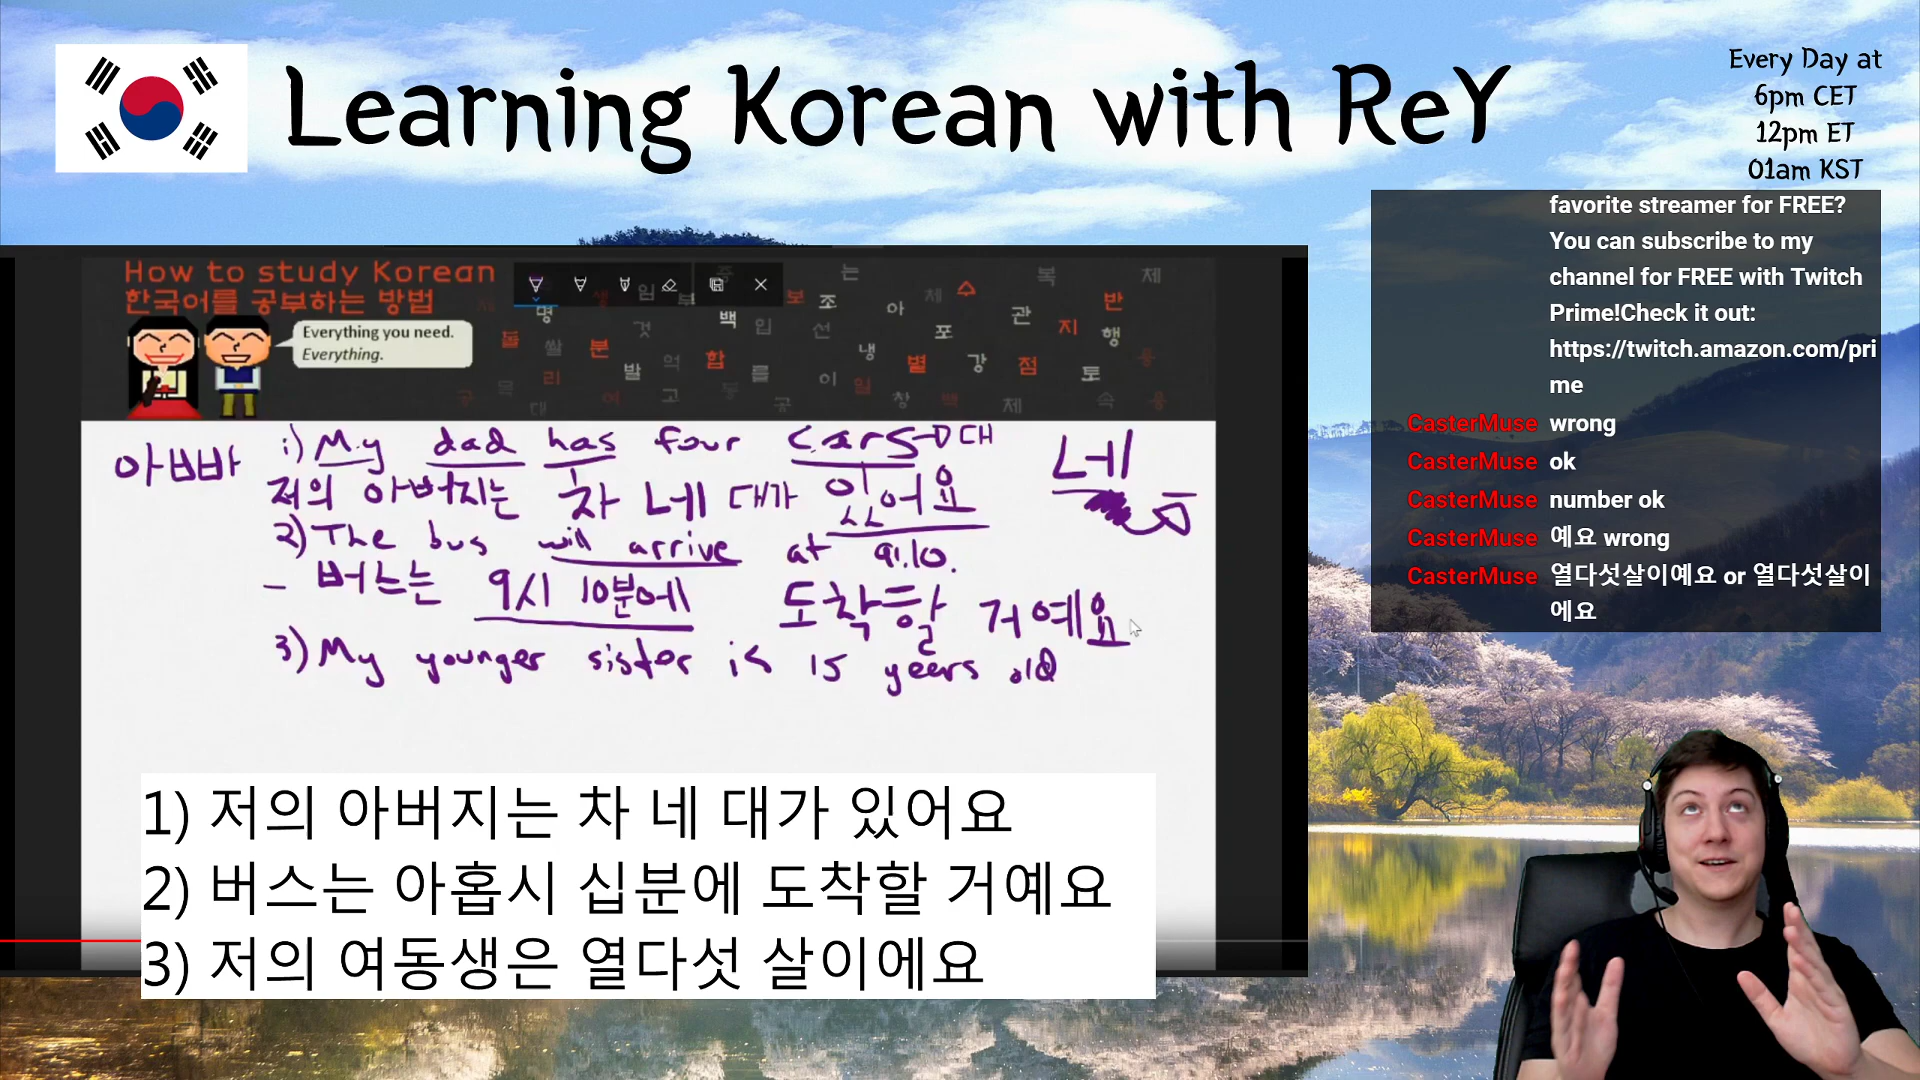 Learning Korean with ReY
Every Day at
6pm CET
12pm ET
01am KST
favorite streamer for FREE?
You can subscribe to my
channel for FREE with Twitch
Prime!Check it out:
https://twitch.amazon.com/pri
me
CasterMuse wrong
CasterMuse ok
CasterMuse number ok
CasterMuse 예요 wrong
CasterMuse 열다섯살이예요 or 열다섯살이
에요
How to study Korean
한국어를 공부하는 방법
Everything you need.
Everything.
아빠
1) My dad has four cars → 대
네
저의 아버지는 차 네 대가 있어요
2) The bus will arrive at 9:10.
- 버스는 9시 10분에 도착할 거예요
3) My younger sister is 15 years old
1) 저의 아버지는 차 네 대가 있어요
2) 버스는 아홉시 십분에 도착할 거예요
3) 저의 여동생은 열다섯 살이에요